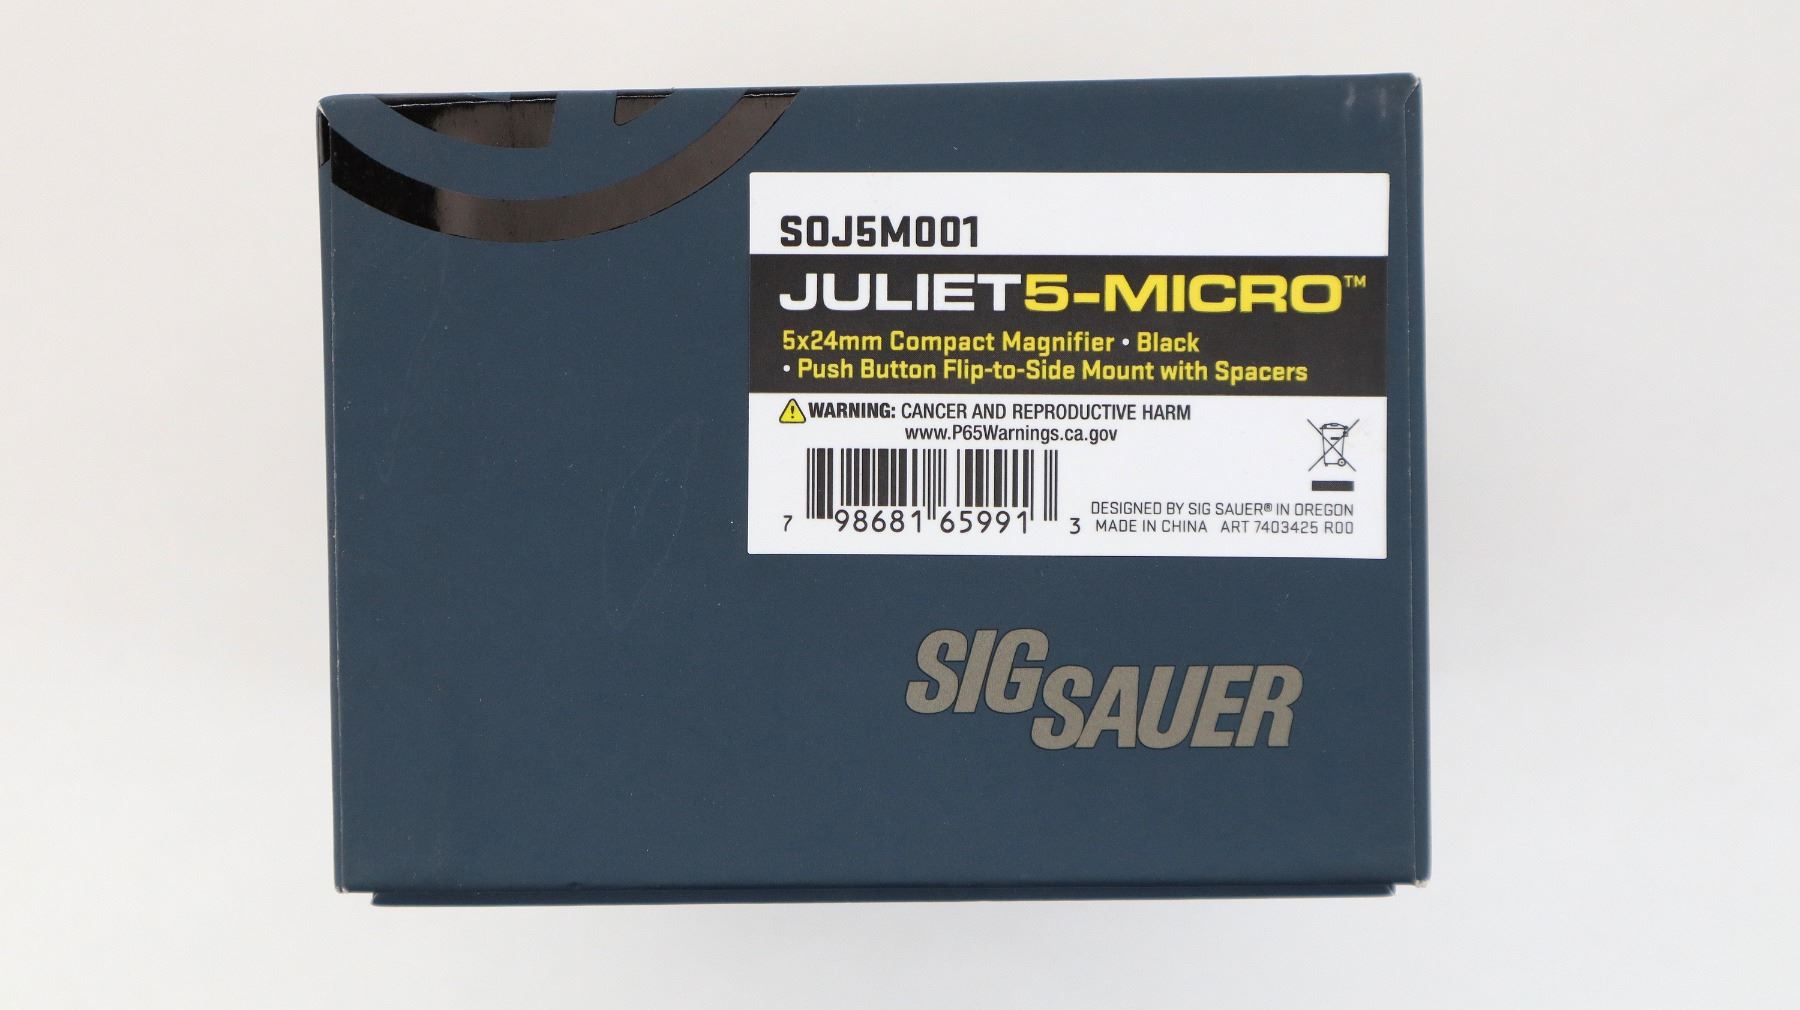 SOJ5M001
JULIET5-MICRO™
5x24mm Compact Magnifier • Black
• Push Button Flip-to-Side Mount with Spacers
WARNING: CANCER AND REPRODUCTIVE HARM
www.P65Warnings.ca.gov
7 98681 65991 3
DESIGNED BY SIG SAUER® IN OREGON
MADE IN CHINA ART 7403425 R00
SIG SAUER